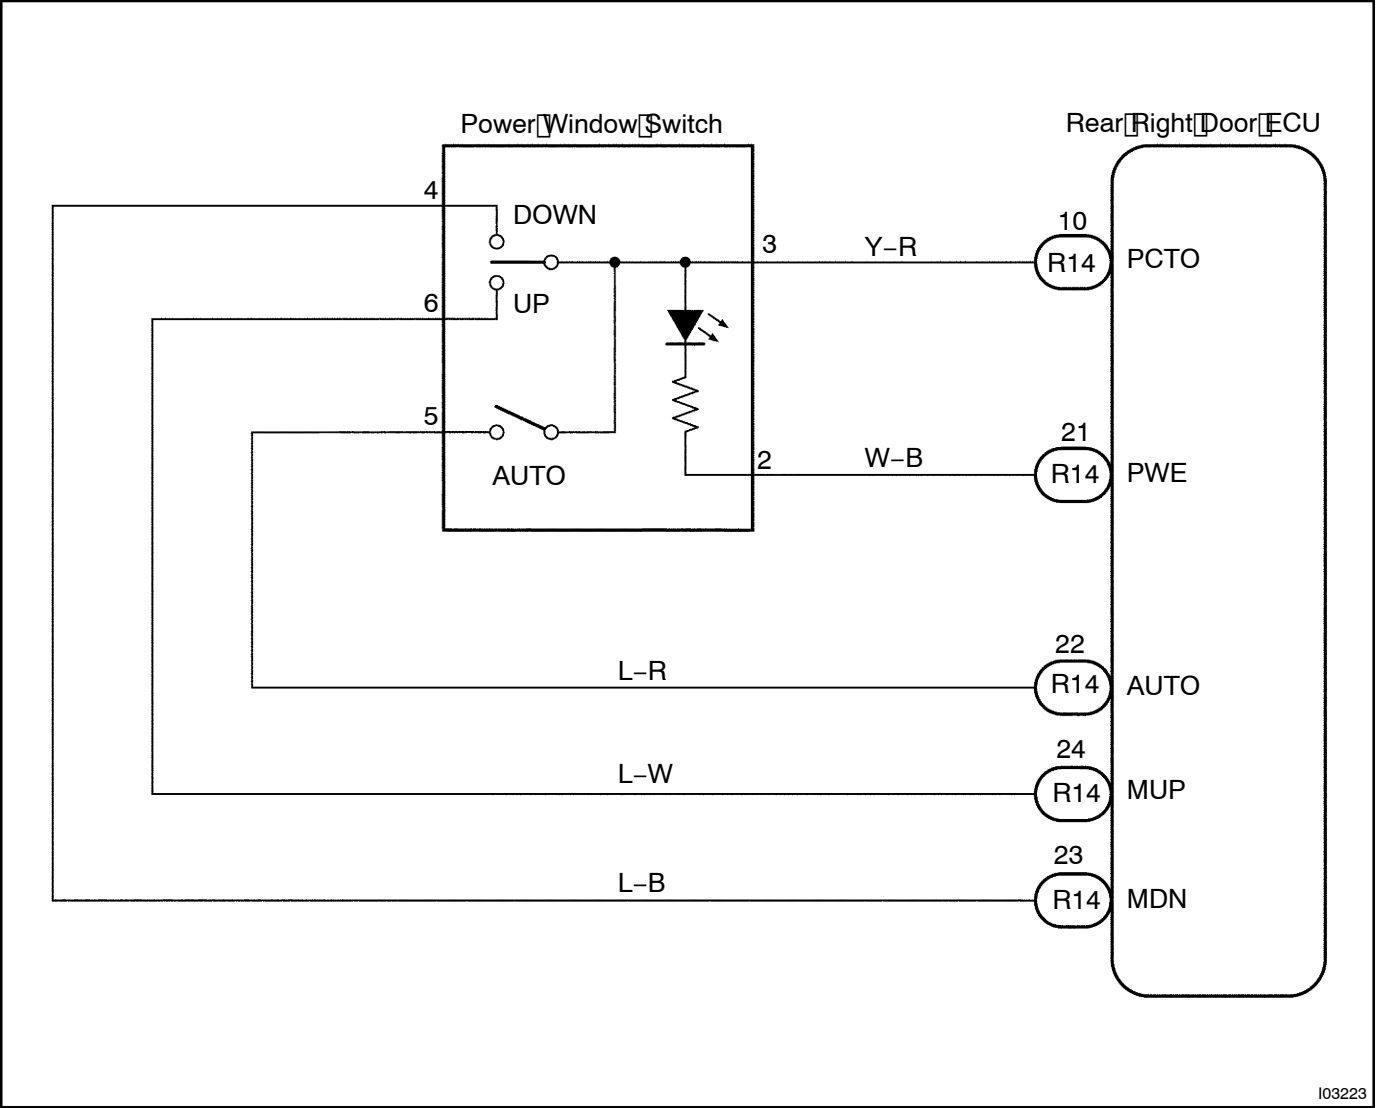 Power Window Switch
Rear Right Door ECU
4
DOWN
3
Y–R
10
R14
PCTO
6
UP
5
AUTO
2
W–B
21
R14
PWE
L–R
22
R14
AUTO
L–W
24
R14
MUP
L–B
23
R14
MDN
I03223